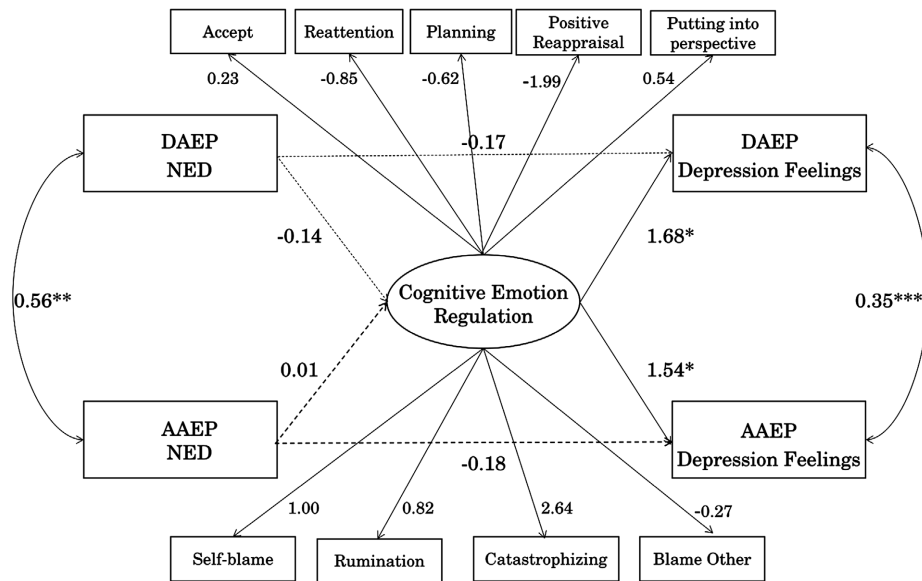 Accept
Reattention
Planning
Positive
Reappraisal
Putting into
perspective
0.23
-0.85
-0.62
-1.99
0.54
DAEP
NED
-0.17
DAEP
Depression Feelings
-0.14
1.68*
0.56**
Cognitive Emotion
Regulation
0.35***
0.01
1.54*
AAEP
NED
-0.18
AAEP
Depression Feelings
1.00
0.82
2.64
-0.27
Self-blame
Rumination
Catastrophizing
Blame Other